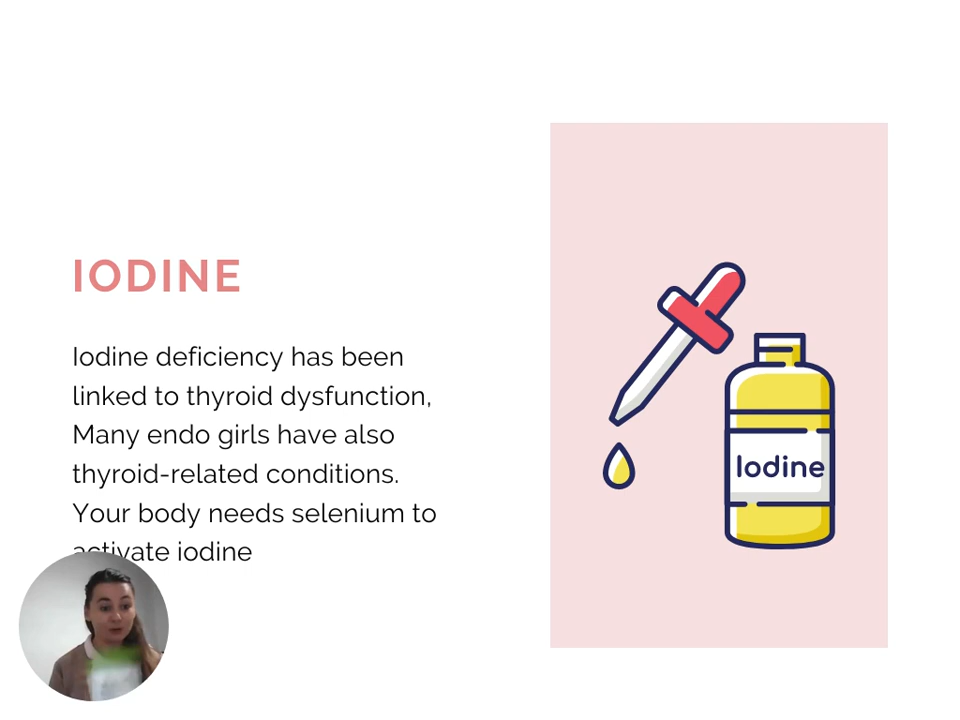 IODINE
Iodine deficiency has been
linked to thyroid dysfunction,
Many endo girls have also
thyroid-related conditions.
Your body needs selenium to
activate iodine
Iodine